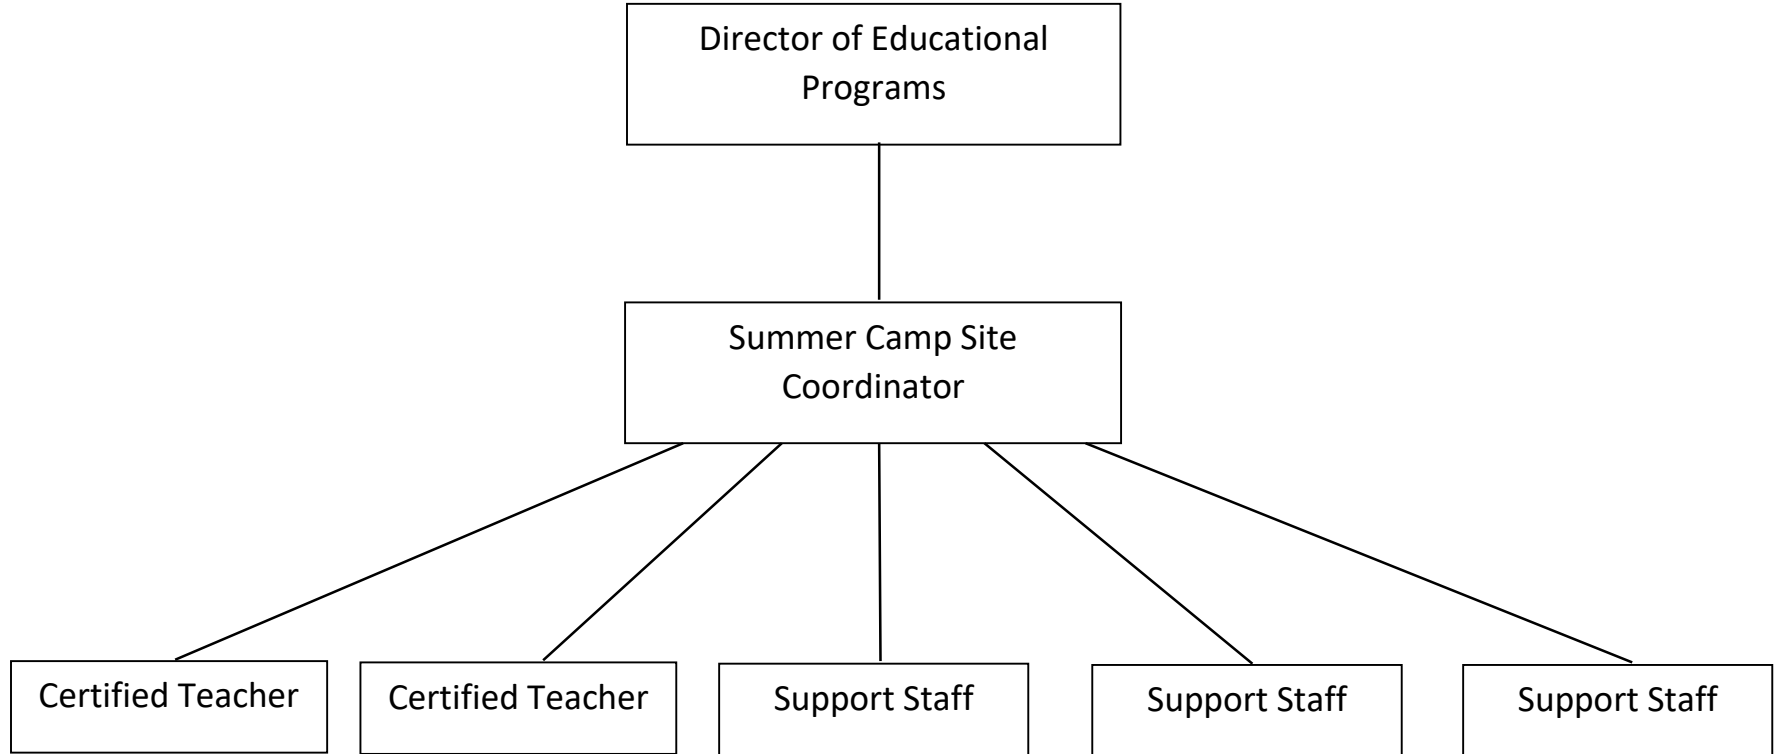 Director of Educational
Programs
Summer Camp Site
Coordinator
Certified Teacher
Certified Teacher
Support Staff
Support Staff
Support Staff